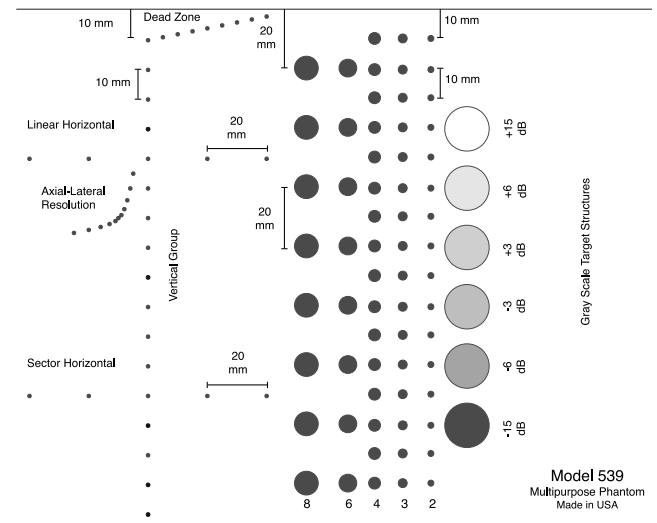 Dead Zone
10 mm
20
mm
10 mm
10 mm
10 mm
Linear Horizontal
20
mm
+15
dB
Axial-Lateral
Resolution
+6
dB
20
mm
Vertical Group
+3
dB
Gray Scale Target Structures
-3
dB
Sector Horizontal
20
mm
-6
dB
-15
dB
Model 539
Multipurpose Phantom
Made in USA
8 6 4 3 2